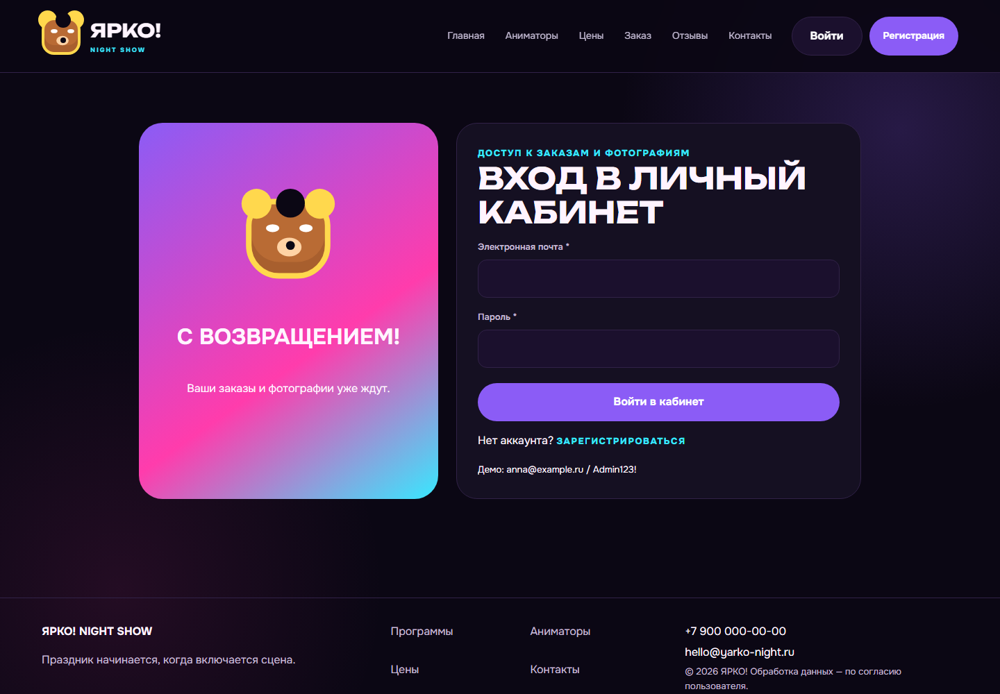 ЯРКО!
NIGHT SHOW
Главная
Аниматоры
Цены
Заказ
Отзывы
Контакты
Войти
Регистрация
С ВОЗВРАЩЕНИЕМ!
Ваши заказы и фотографии уже ждут.
ДОСТУП К ЗАКАЗАМ И ФОТОГРАФИЯМ
ВХОД В ЛИЧНЫЙ
КАБИНЕТ
Электронная почта *
Пароль *
Войти в кабинет
Нет аккаунта? ЗАРЕГИСТРИРОВАТЬСЯ
Демо: anna@example.ru / Admin123!
ЯРКО! NIGHT SHOW
Праздник начинается, когда включается сцена.
Программы
Аниматоры
Цены
Контакты
+7 900 000-00-00
hello@yarko-night.ru
© 2026 ЯРКО! Обработка данных — по согласию
пользователя.